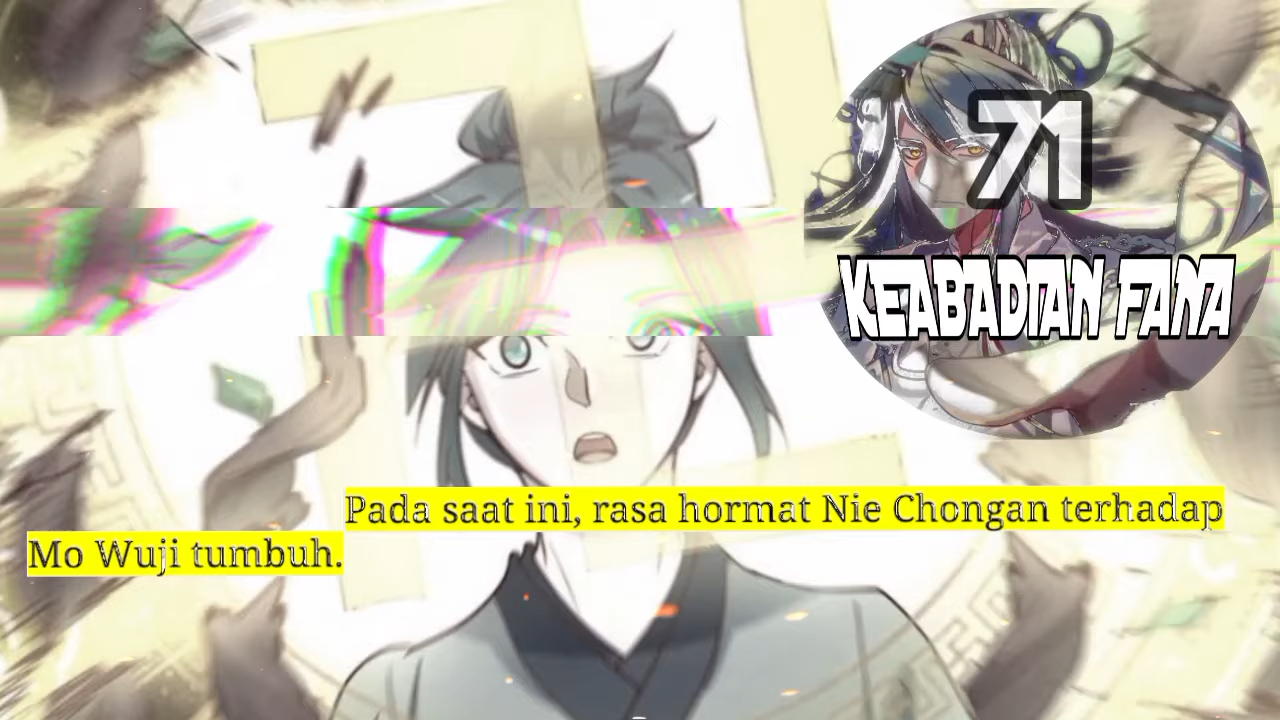 71
KEABADIAN FANA
Pada saat ini, rasa hormat Nie Chongan terhadap
Mo Wuji tumbuh.